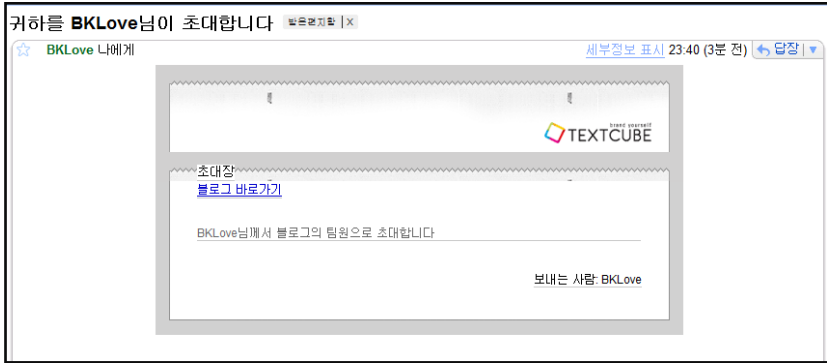 귀하를 BKLove님이 초대합니다 받은편지함 | X
BKLove 나에게 세부정보 표시 23:40 (3분 전) 답장 | ▼
brand yourself
TEXTCUBE
초대장
블로그 바로가기
BKLove님께서 블로그의 팀원으로 초대합니다
보내는 사람: BKLove